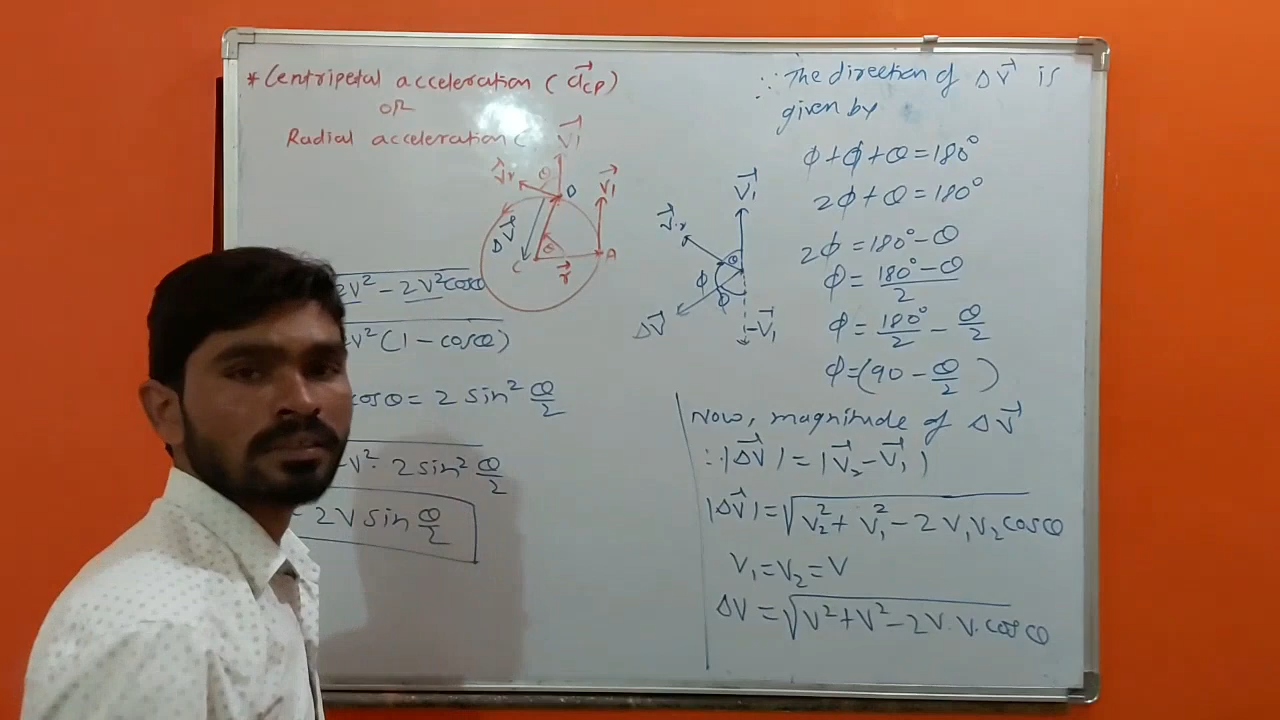 * Centripetal acceleration (a⃗cp)
OR
Radial acceleration (
V⃗1
θ
B
V⃗1
ΔV⃗
θ
C
r⃗
A
2V² - 2V²cosθ
V²(1 - cosθ)
cosθ = 2 sin² θ/2
V². 2 sin² θ/2
2V sin θ/2
∴ The direction of ΔV⃗ is
given by
ϕ+ϕ+θ=180°
2ϕ+θ=180°
2ϕ=180°-θ
ϕ= 180°-θ/2
ϕ= 180°/2 - θ/2
ϕ=(90 - θ/2)
V⃗1
θ
ϕ
ϕ
ΔV⃗
-V⃗1
Now, magnitude of ΔV⃗
∴|ΔV⃗| = |V⃗2-V⃗1|
|ΔV⃗|=√V2²+V1²-2V1V2cosθ
V1=V2=V
ΔV=√V²+V²-2V.V.cosθ